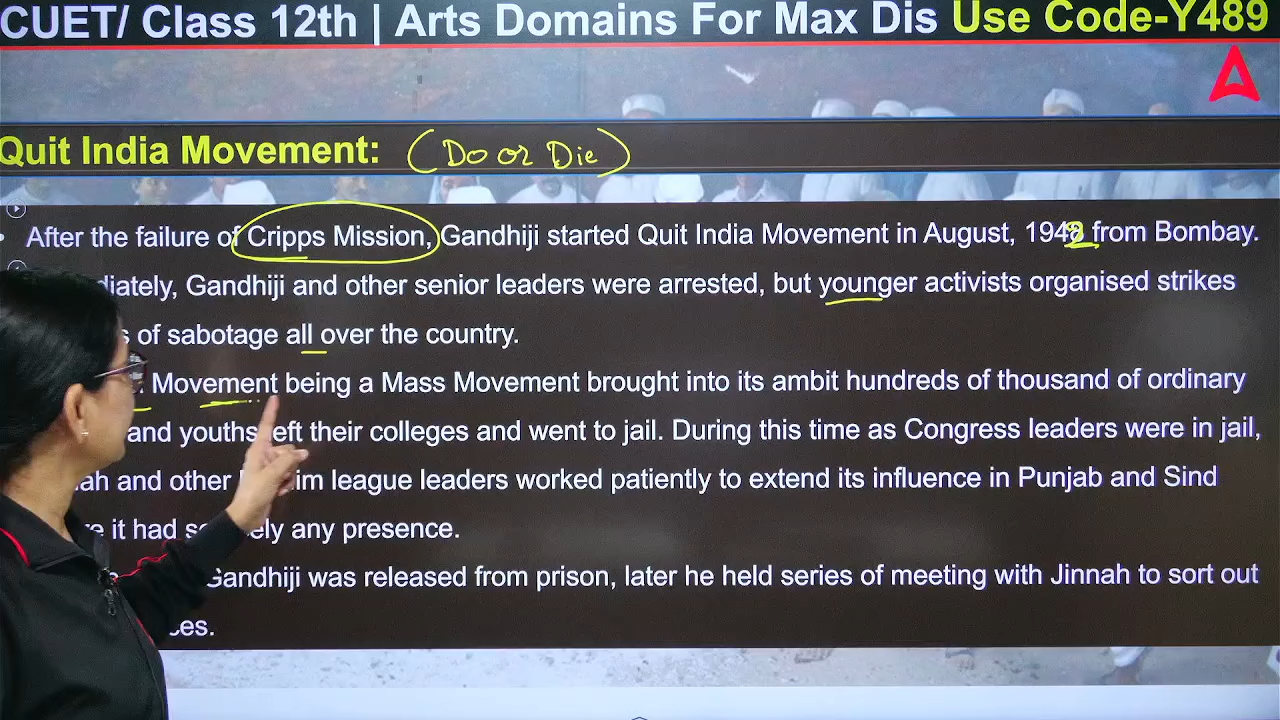 CUET/ Class 12th | Arts Domains For Max Dis Use Code-Y489
Quit India Movement: (Do or Die)
After the failure of Cripps Mission, Gandhiji started Quit India Movement in August, 1942 from Bombay.
diately, Gandhiji and other senior leaders were arrested, but younger activists organised strikes
s of sabotage all over the country.
Movement being a Mass Movement brought into its ambit hundreds of thousand of ordinary
and youths left their colleges and went to jail. During this time as Congress leaders were in jail,
ah and other im league leaders worked patiently to extend its influence in Punjab and Sind
e it had ely any presence.
Gandhiji was released from prison, later he held series of meeting with Jinnah to sort out
ces.